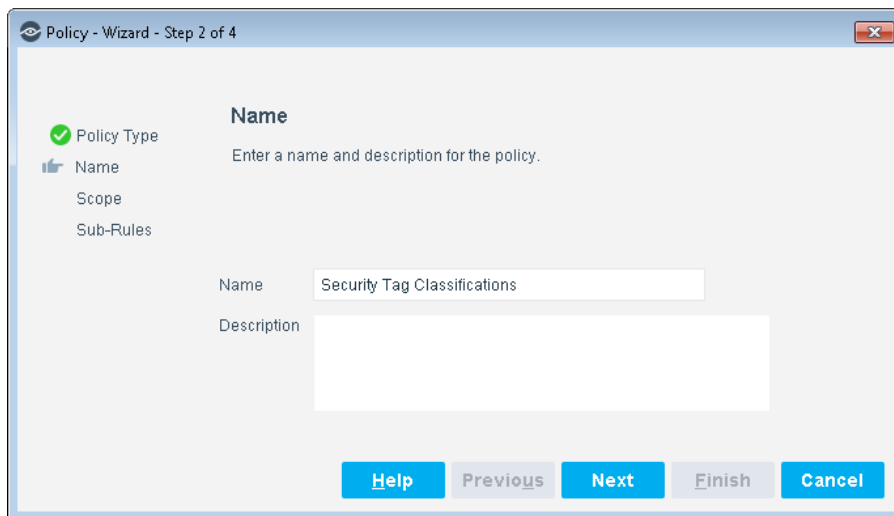 Policy - Wizard - Step 2 of 4
Policy Type
Name
Scope
Sub-Rules
Name
Enter a name and description for the policy.
Name Security Tag Classifications
Description
Help Previous Next Finish Cancel